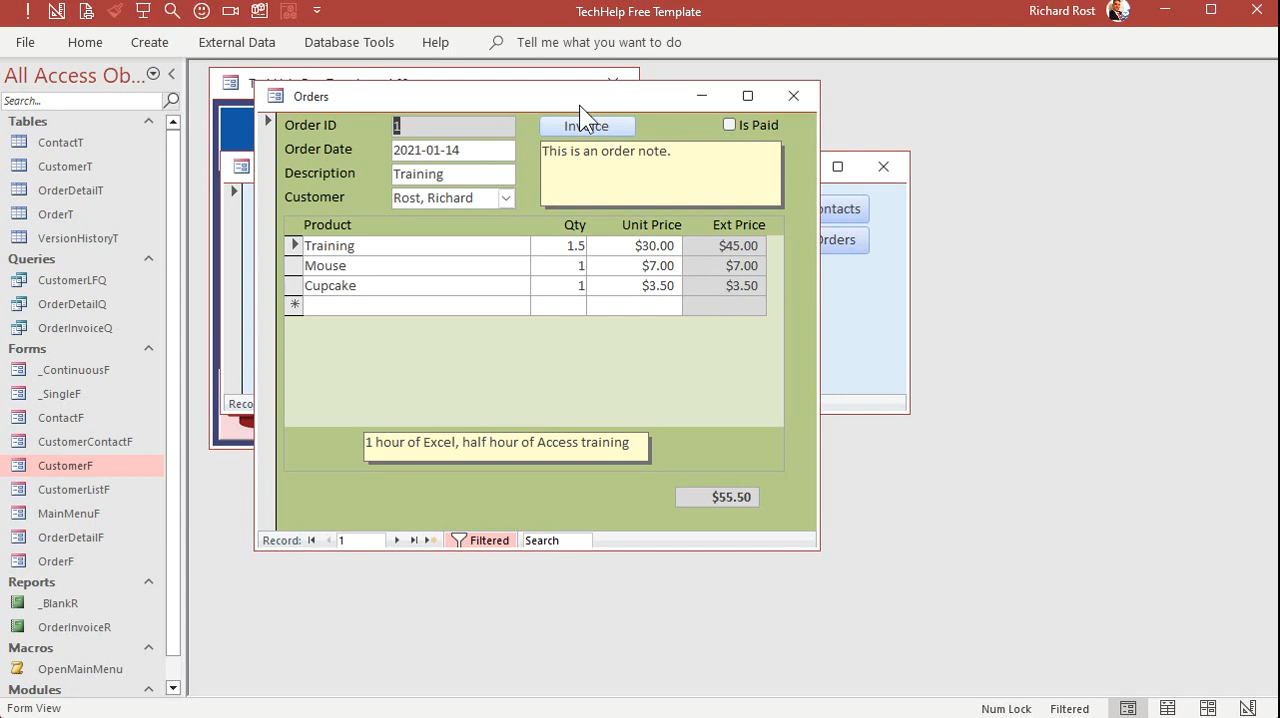 TechHelp Free Template
Richard Rost
File Home Create External Data Database Tools Help Tell me what you want to do
All Access Ob...
Search...
Tables
ContactT
CustomerT
OrderDetailT
OrderT
VersionHistoryT
Queries
CustomerLFQ
OrderDetailQ
OrderInvoiceQ
Forms
_ContinuousF
_SingleF
ContactF
CustomerContactF
CustomerF
CustomerListF
MainMenuF
OrderDetailF
OrderF
Reports
_BlankR
OrderInvoiceR
Macros
OpenMainMenu
Modules
Orders
Order ID 1 Is Paid
Order Date 2021-01-14
Description Training
Customer Rost, Richard
This is an order note.
Product Qty Unit Price Ext Price
Training 1.5 $30.00 $45.00
Mouse 1 $7.00 $7.00
Cupcake 1 $3.50 $3.50
*
1 hour of Excel, half hour of Access training
$55.50
Record: 1 Filtered Search
Form View Num Lock Filtered